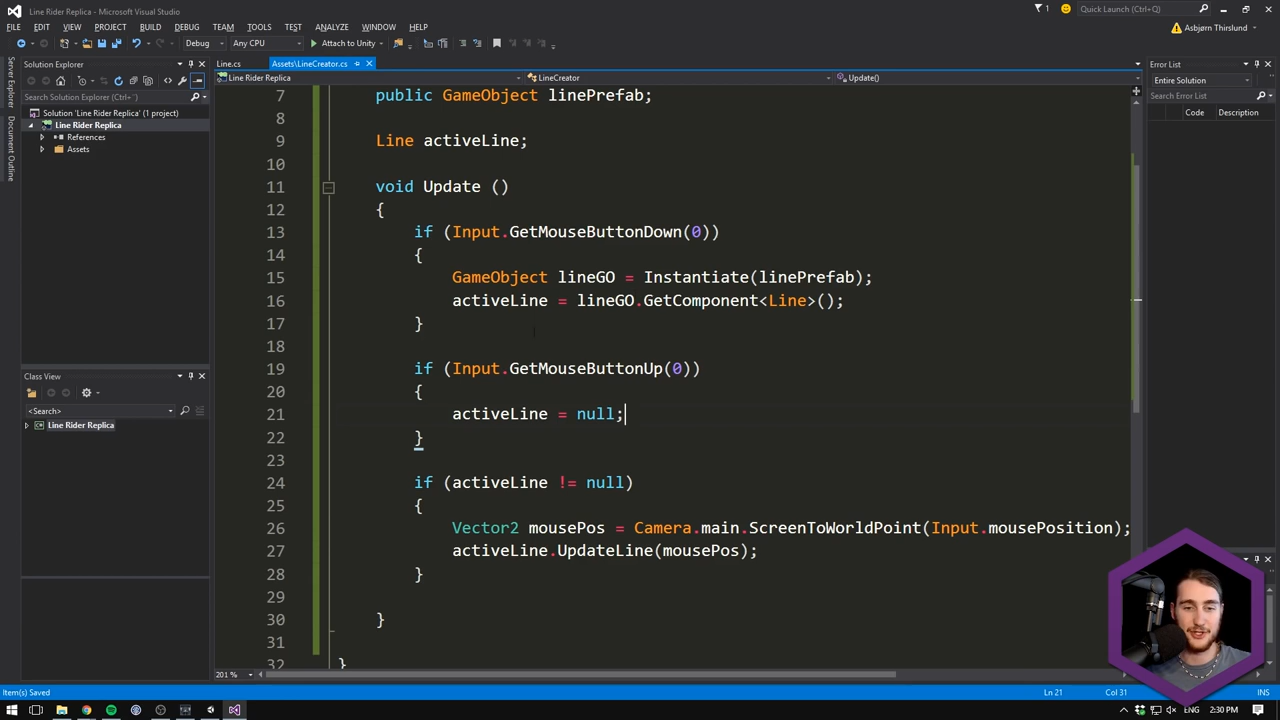 Line Rider Replica - Microsoft Visual Studio
1
Quick Launch (Ctrl+Q)
FILE EDIT VIEW PROJECT BUILD DEBUG TEAM TOOLS TEST ANALYZE WINDOW HELP
Asbjørn Thirslund
Debug Any CPU Attach to Unity
Server Explorer
Document Outline
Solution Explorer
Search Solution Explorer (Ctrl+¨)
Solution 'Line Rider Replica' (1 project)
Line Rider Replica
References
Assets
Class View
<Search>
Line Rider Replica
Line.cs Assets\LineCreator.cs
Line Rider Replica LineCreator Update()
7 public GameObject linePrefab;
8
9 Line activeLine;
10
11 void Update ()
12 {
13 if (Input.GetMouseButtonDown(0))
14 {
15 GameObject lineGO = Instantiate(linePrefab);
16 activeLine = lineGO.GetComponent<Line>();
17 }
18
19 if (Input.GetMouseButtonUp(0))
20 {
21 activeLine = null;
22 }
23
24 if (activeLine != null)
25 {
26 Vector2 mousePos = Camera.main.ScreenToWorldPoint(Input.mousePosition);
27 activeLine.UpdateLine(mousePos);
28 }
29
30 }
31
32 }
201 %
Error List
Entire Solution
Search Error List
Code Description
Item(s) Saved Ln 21 Col 31 INS
ENG 2:30 PM